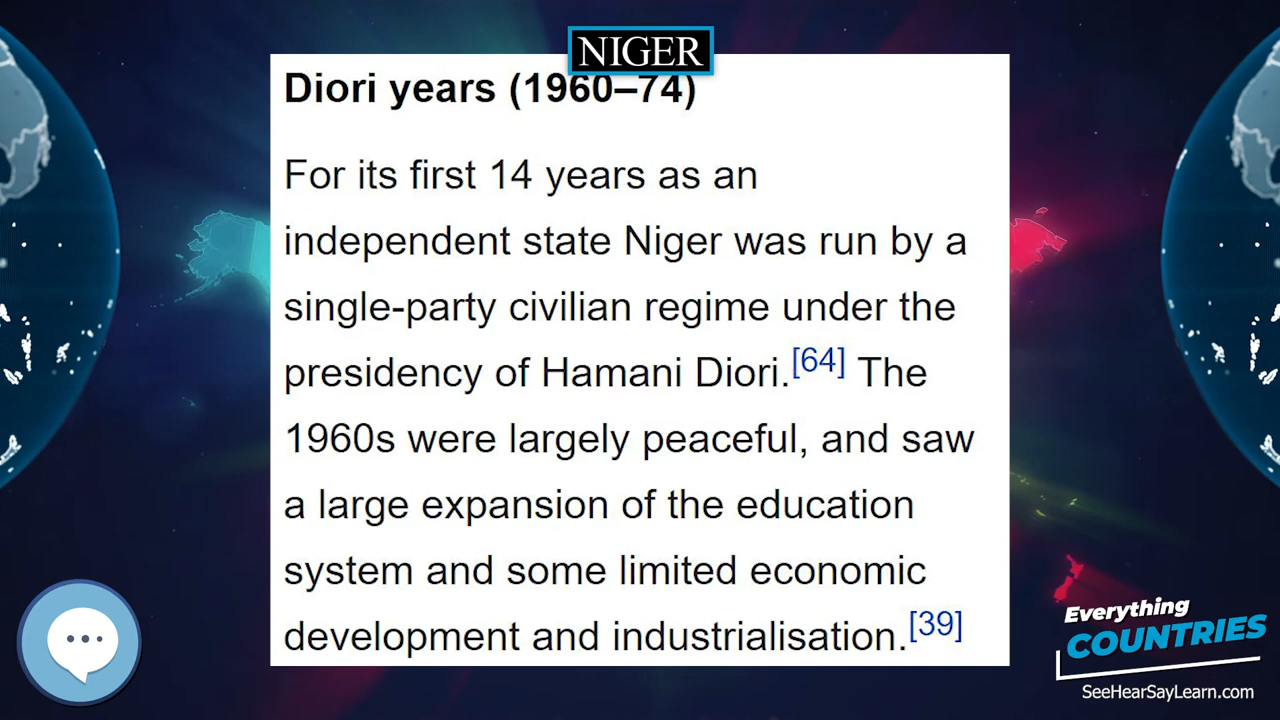 NIGER
Diori years (1960–74)
For its first 14 years as an
independent state Niger was run by a
single-party civilian regime under the
presidency of Hamani Diori.[64] The
1960s were largely peaceful, and saw
a large expansion of the education
system and some limited economic
development and industrialisation.[39]
Everything
COUNTRIES
SeeHearSayLearn.com